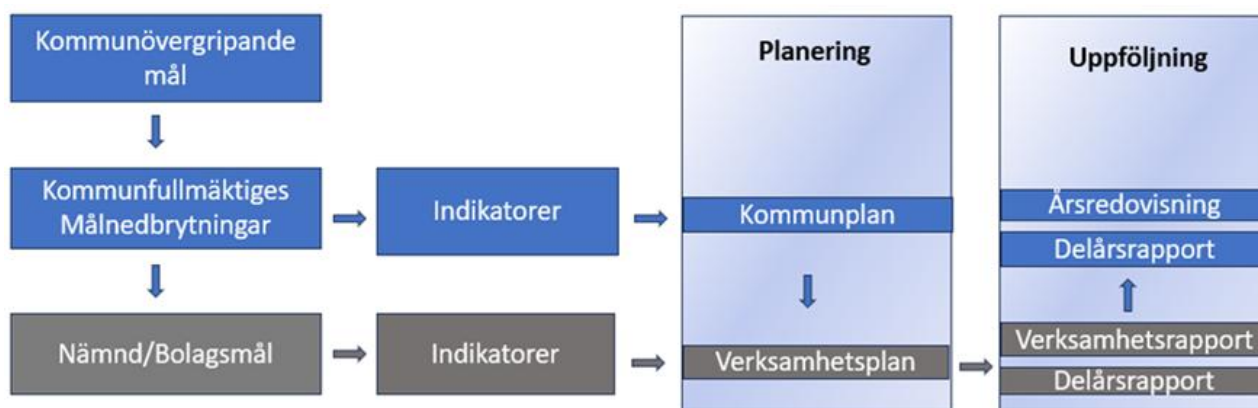 Kommunövergripande
mål
Planering
Uppföljning
Kommunfullmäktiges
Målnedbrytningar
Indikatorer
Kommunplan
Årsredovisning
Delårsrapport
Nämnd/Bolagsmål
Indikatorer
Verksamhetsplan
Verksamhetsrapport
Delårsrapport